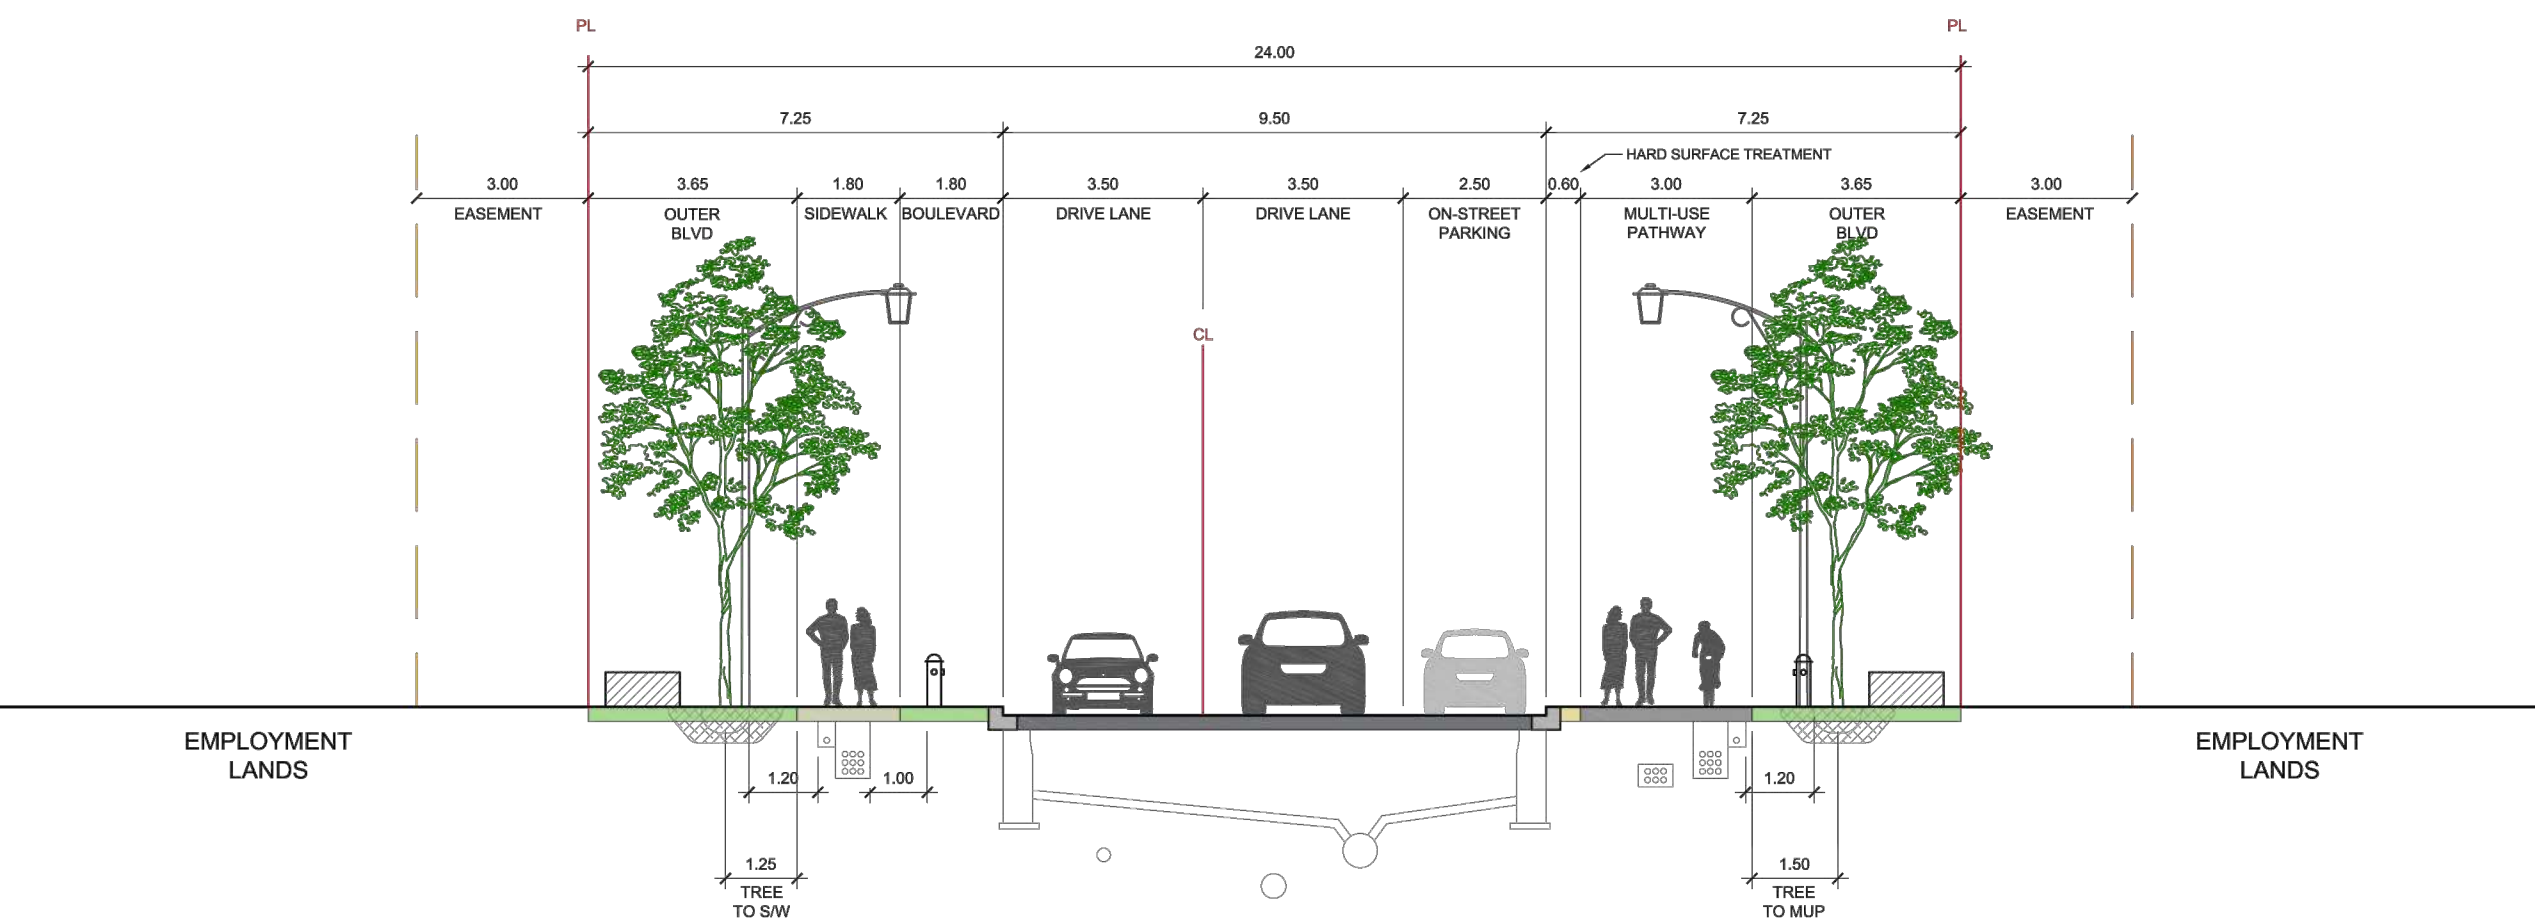 PL
PL
24.00
7.25
9.50
7.25
HARD SURFACE TREATMENT
3.00
3.65
1.80
1.80
3.50
3.50
2.50
0.60
3.00
3.65
3.00
EASEMENT
OUTER
BLVD
SIDEWALK
BOULEVARD
DRIVE LANE
DRIVE LANE
ON-STREET
PARKING
MULTI-USE
PATHWAY
OUTER
BLVD
EASEMENT
CL
EMPLOYMENT
LANDS
EMPLOYMENT
LANDS
1.20
1.00
1.20
1.25
TREE
TO S/W
1.50
TREE
TO MUP